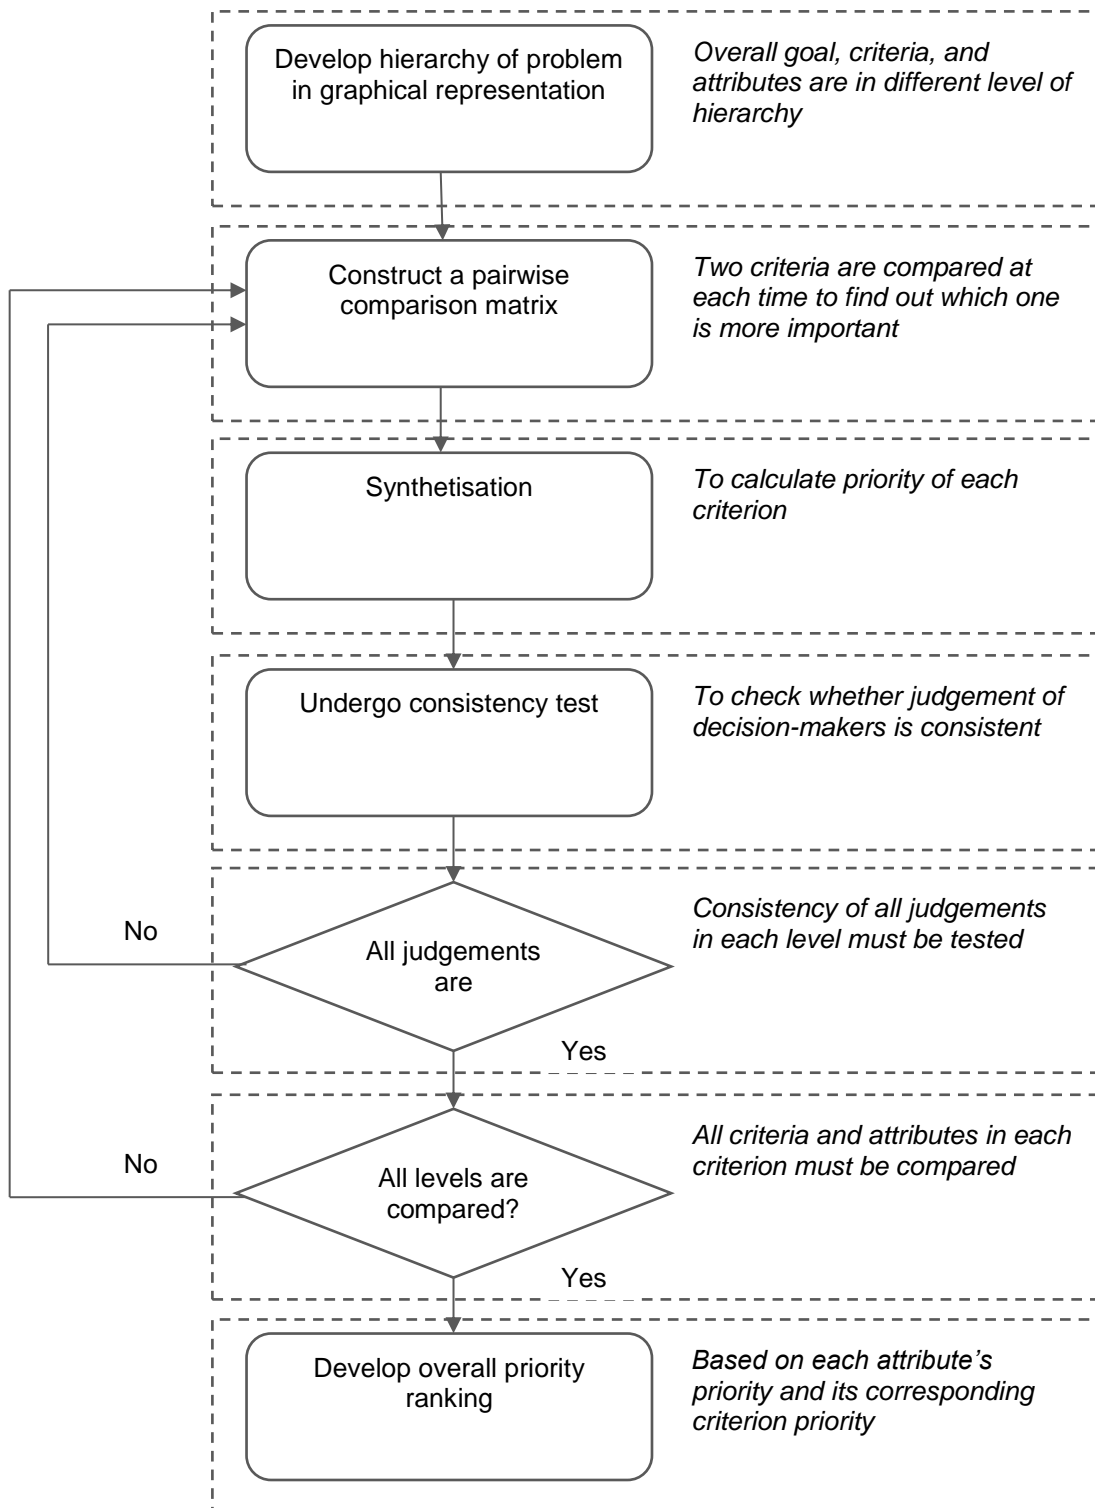 Develop hierarchy of problem
in graphical representation
Overall goal, criteria, and
attributes are in different level of
hierarchy
Construct a pairwise
comparison matrix
Two criteria are compared at
each time to find out which one
is more important
Synthetisation
To calculate priority of each
criterion
Undergo consistency test
To check whether judgement of
decision-makers is consistent
No
All judgements
are
Consistency of all judgements
in each level must be tested
Yes
No
All levels are
compared?
All criteria and attributes in each
criterion must be compared
Yes
Develop overall priority
ranking
Based on each attribute’s
priority and its corresponding
criterion priority